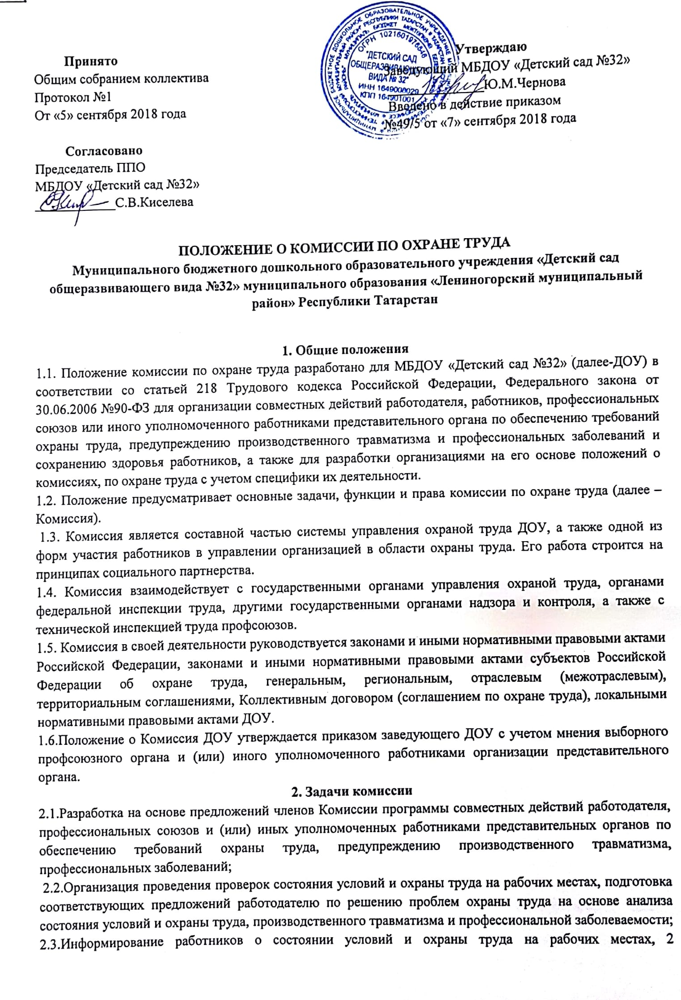 Принято
Общим собранием коллектива
Протокол №1
От «5» сентября 2018 года
Утверждаю
Заведующий МБДОУ «Детский сад №32»
Ю.М.Чернова
Введено в действие приказом
№49/5 от «7» сентября 2018 года
ОГРН 1021601976848
"ДЕТСКИЙ САД
ОБЩЕРАЗВИВАЮЩЕГО
ВИДА № 32"
ИНН 1649006029
КПП 164901001
Согласовано
Председатель ППО
МБДОУ «Детский сад №32»
С.В.Киселева
ПОЛОЖЕНИЕ О КОМИССИИ ПО ОХРАНЕ ТРУДА
Муниципального бюджетного дошкольного образовательного учреждения «Детский сад
общеразвивающего вида №32» муниципального образования «Лениногорский муниципальный
район» Республики Татарстан
1. Общие положения
1.1. Положение комиссии по охране труда разработано для МБДОУ «Детский сад №32» (далее-ДОУ) в
соответствии со статьей 218 Трудового кодекса Российской Федерации, Федерального закона от
30.06.2006 №90-ФЗ для организации совместных действий работодателя, работников, профессиональных
союзов или иного уполномоченного работниками представительного органа по обеспечению требований
охраны труда, предупреждению производственного травматизма и профессиональных заболеваний и
сохранению здоровья работников, а также для разработки организациями на его основе положений о
комиссиях, по охране труда с учетом специфики их деятельности.
1.2. Положение предусматривает основные задачи, функции и права комиссии по охране труда (далее –
Комиссия).
1.3. Комиссия является составной частью системы управления охраной труда ДОУ, а также одной из
форм участия работников в управлении организацией в области охраны труда. Его работа строится на
принципах социального партнерства.
1.4. Комиссия взаимодействует с государственными органами управления охраной труда, органами
федеральной инспекции труда, другими государственными органами надзора и контроля, а также с
технической инспекцией труда профсоюзов.
1.5. Комиссия в своей деятельности руководствуется законами и иными нормативными правовыми актами
Российской Федерации, законами и иными нормативными правовыми актами субъектов Российской
Федерации об охране труда, генеральным, региональным, отраслевым (межотраслевым),
территориальным соглашениями, Коллективным договором (соглашением по охране труда), локальными
нормативными правовыми актами ДОУ.
1.6.Положение о Комиссия ДОУ утверждается приказом заведующего ДОУ с учетом мнения выборного
профсоюзного органа и (или) иного уполномоченного работниками организации представительного
органа.
2. Задачи комиссии
2.1.Разработка на основе предложений членов Комиссии программы совместных действий работодателя,
профессиональных союзов и (или) иных уполномоченных работниками представительных органов по
обеспечению требований охраны труда, предупреждению производственного травматизма,
профессиональных заболеваний;
2.2.Организация проведения проверок состояния условий и охраны труда на рабочих местах, подготовка
соответствующих предложений работодателю по решению проблем охраны труда на основе анализа
состояния условий и охраны труда, производственного травматизма и профессиональной заболеваемости;
2.3.Информирование работников о состоянии условий и охраны труда на рабочих местах, 2